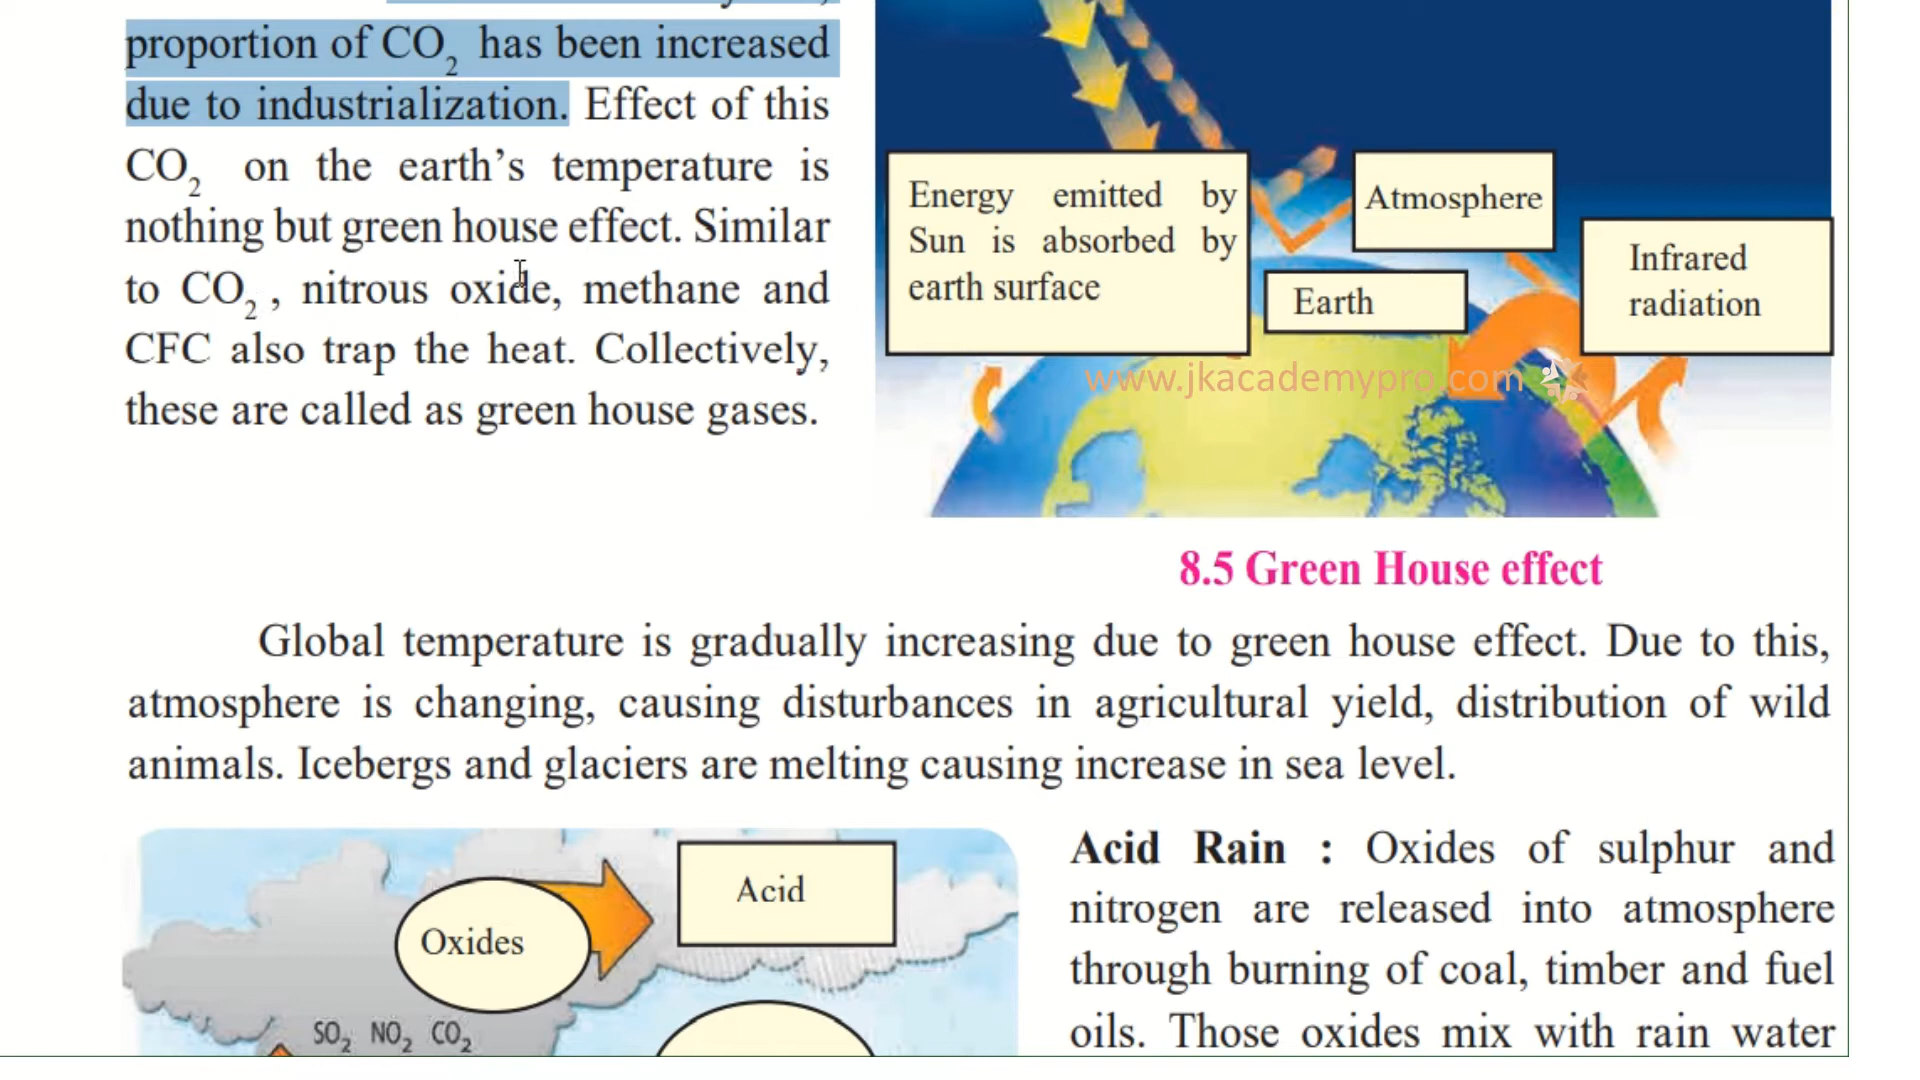 proportion of CO2 has been increased
due to industrialization. Effect of this
CO2 on the earth's temperature is
nothing but green house effect. Similar
to CO2 , nitrous oxide, methane and
CFC also trap the heat. Collectively,
these are called as green house gases.
Energy emitted by
Sun is absorbed by
earth surface
Atmosphere
Earth
Infrared
radiation
www.jkacademypro.com
8.5 Green House effect
Global temperature is gradually increasing due to green house effect. Due to this,
atmosphere is changing, causing disturbances in agricultural yield, distribution of wild
animals. Icebergs and glaciers are melting causing increase in sea level.
Oxides
Acid
SO2 NO2 CO2
Acid Rain : Oxides of sulphur and
nitrogen are released into atmosphere
through burning of coal, timber and fuel
oils. Those oxides mix with rain water